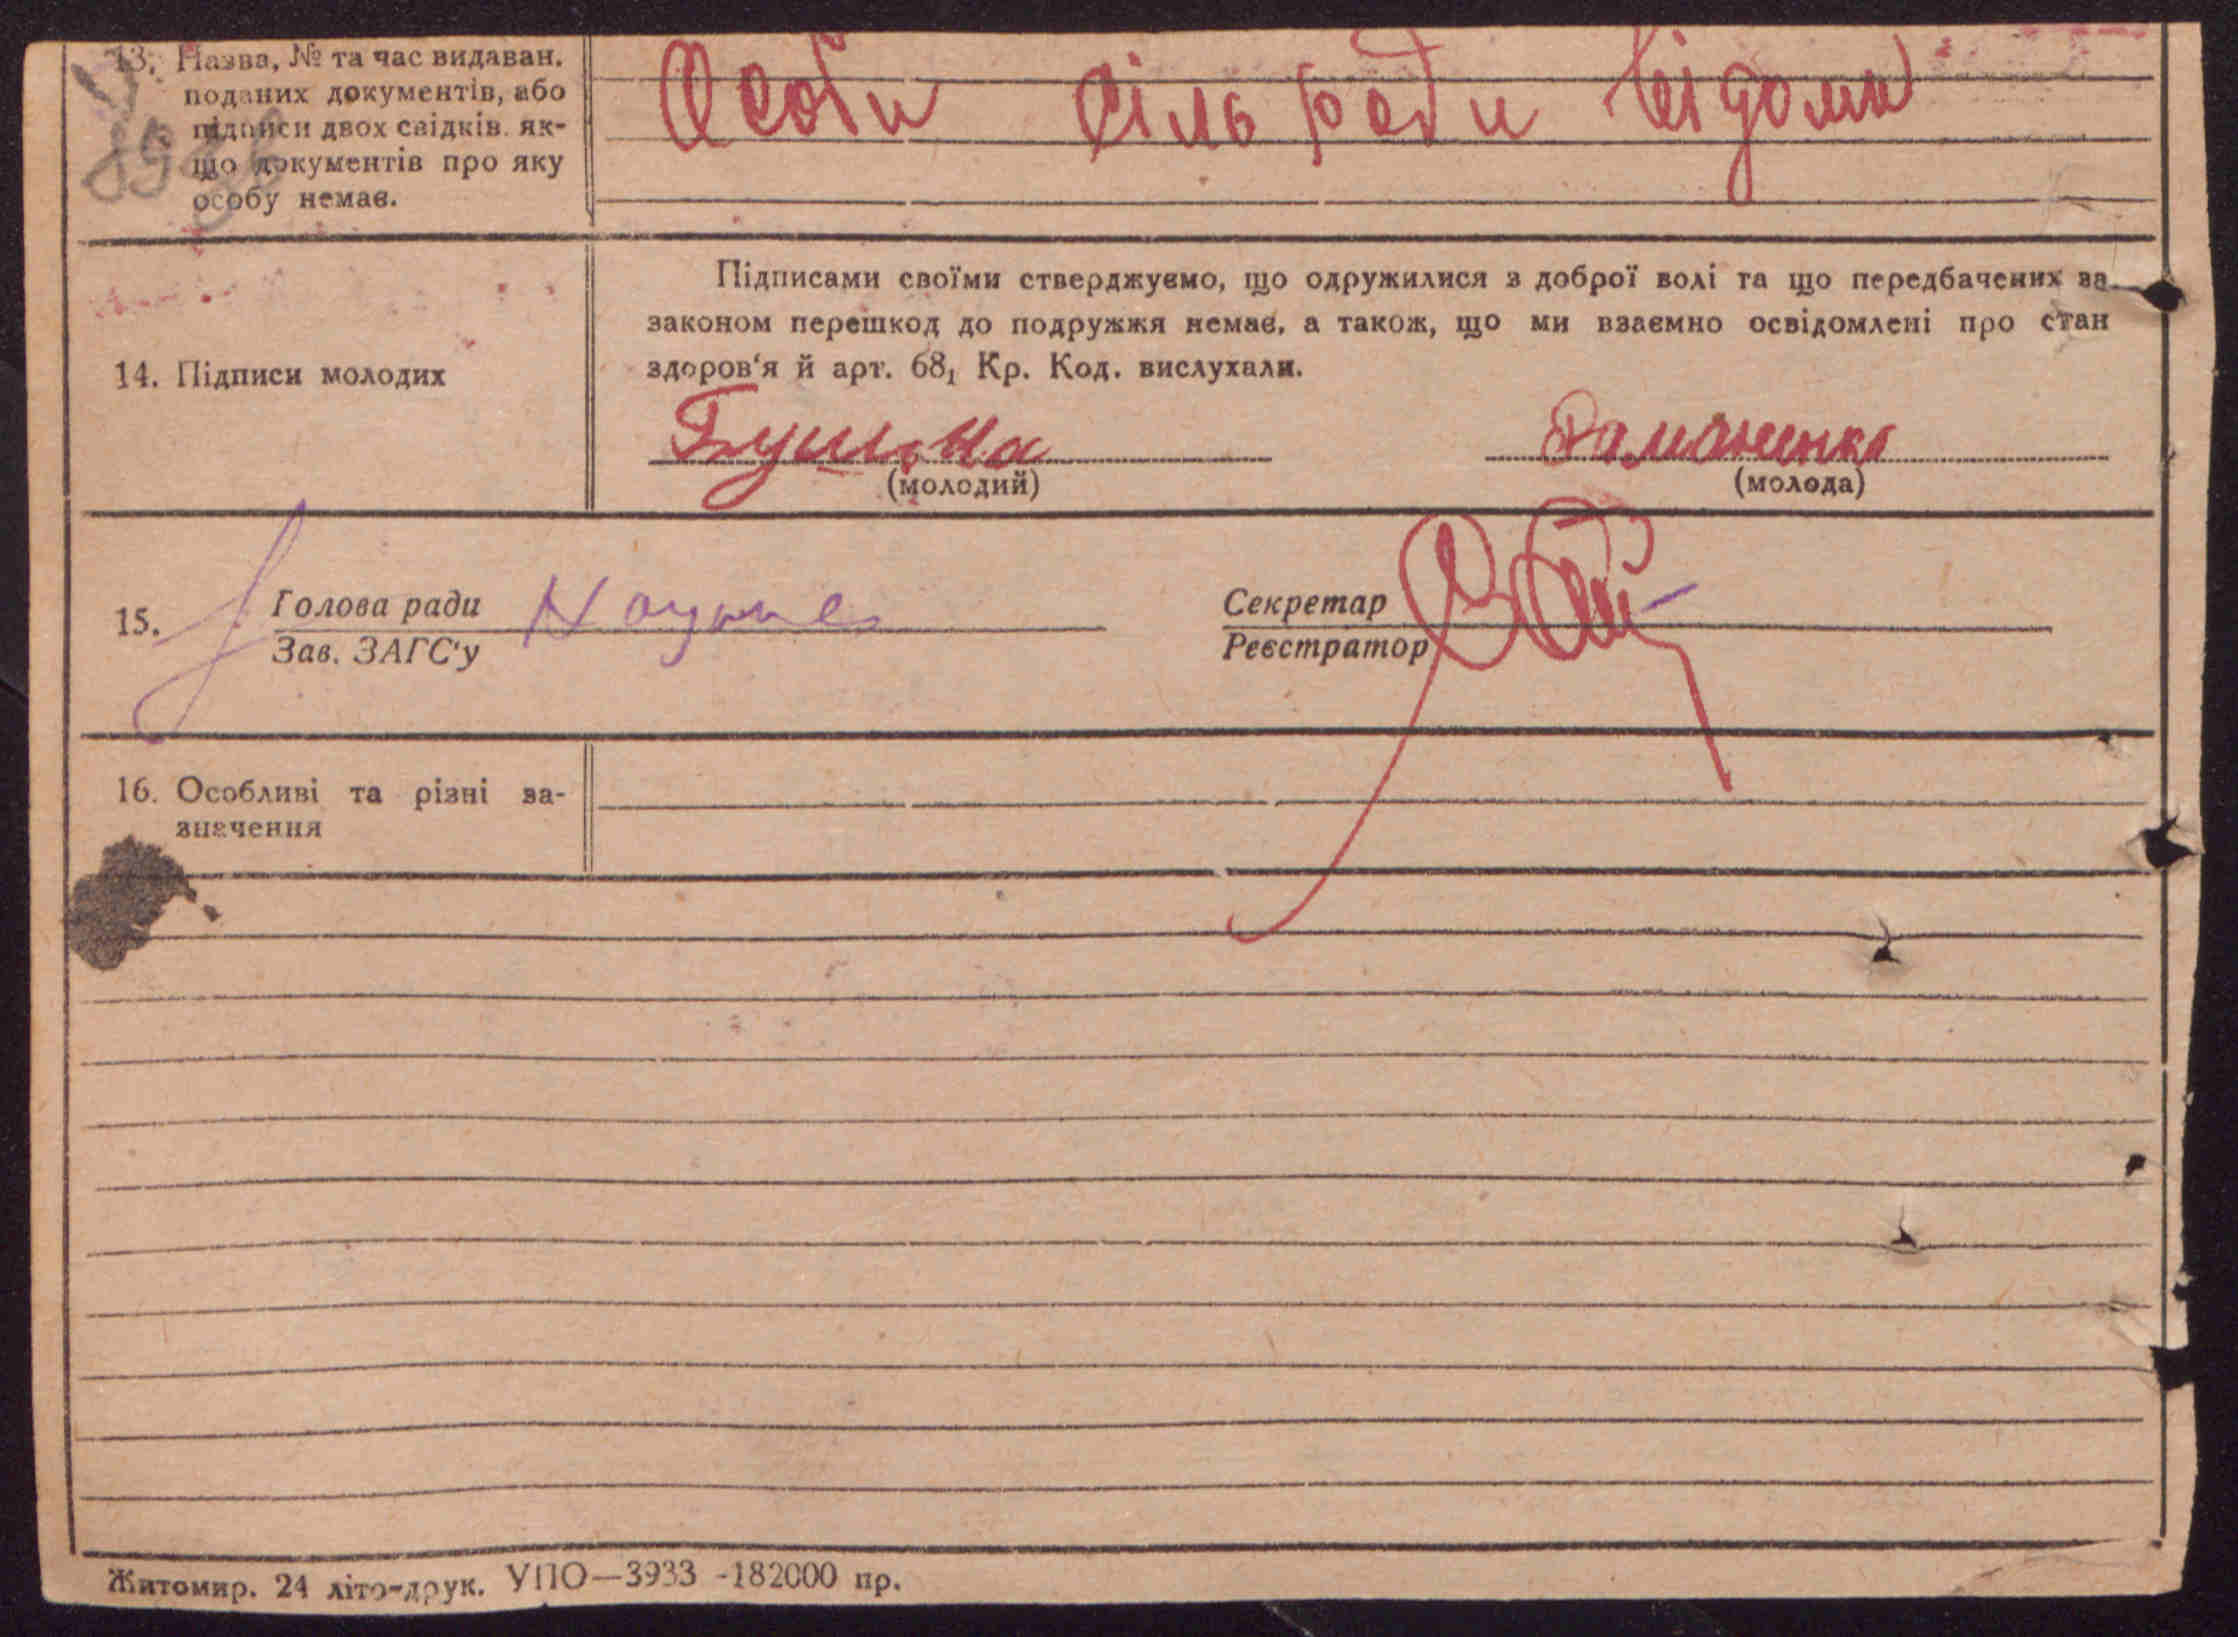 13. Назва, № та час видаван.
поданих документів, або
підписи двох свідків, як-
що документів про яку
особу немає.
Особи сільради відомі
Підписами своїми стверджуємо, що одружилися з доброї волі та що передбачених за
законом перешкод до подружжя немає, а також, що ми взаємно освідомлені про стан
здоров'я й арт. 68₁ Кр. Код. вислухали.
14. Підписи молодих
(молодий)
Романенко
(молода)
15.
Голова ради
Зав. ЗАГС'у
Секретар
Реєстратор
16. Особливі та різні за-
значення
Житомир. 24 літо-друк. УПО—3933 -182000 пр.